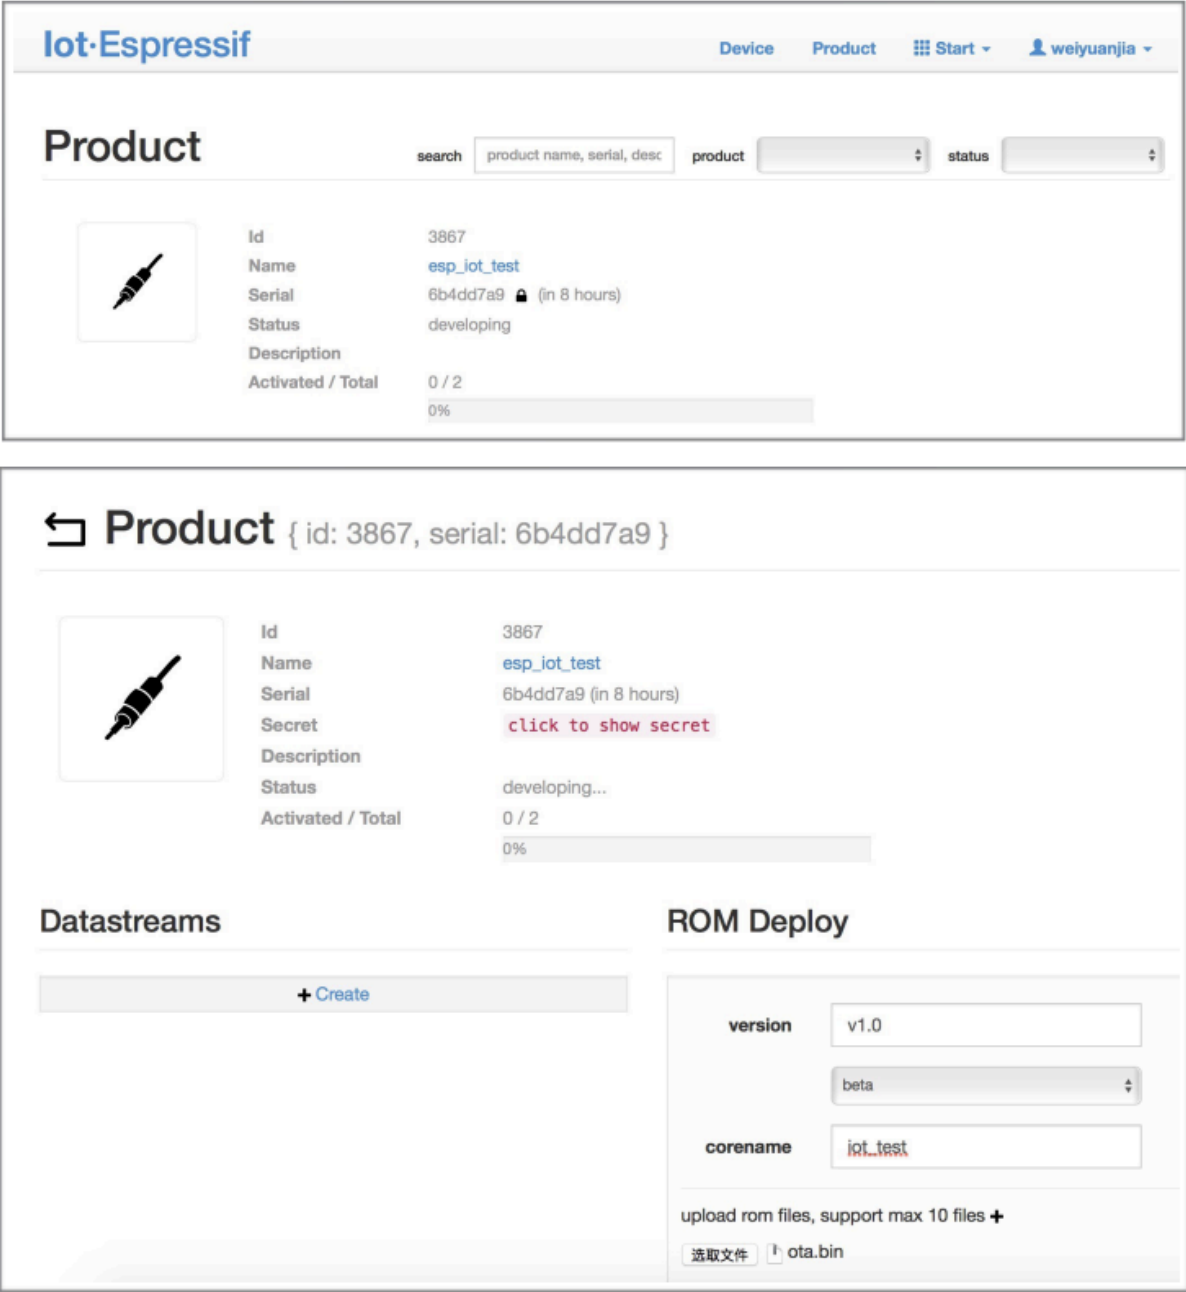 Iot·Espressif
Device Product Start weiyuanjia
Product
search product name, serial, desc product status
Id 3867
Name esp_iot_test
Serial 6b4dd7a9 (in 8 hours)
Status developing
Description
Activated / Total 0 / 2
0%
Product { id: 3867, serial: 6b4dd7a9 }
Id 3867
Name esp_iot_test
Serial 6b4dd7a9 (in 8 hours)
Secret click to show secret
Description
Status developing...
Activated / Total 0 / 2
0%
Datastreams
+ Create
ROM Deploy
version v1.0
beta
corename iot_test
upload rom files, support max 10 files +
选取文件 ota.bin